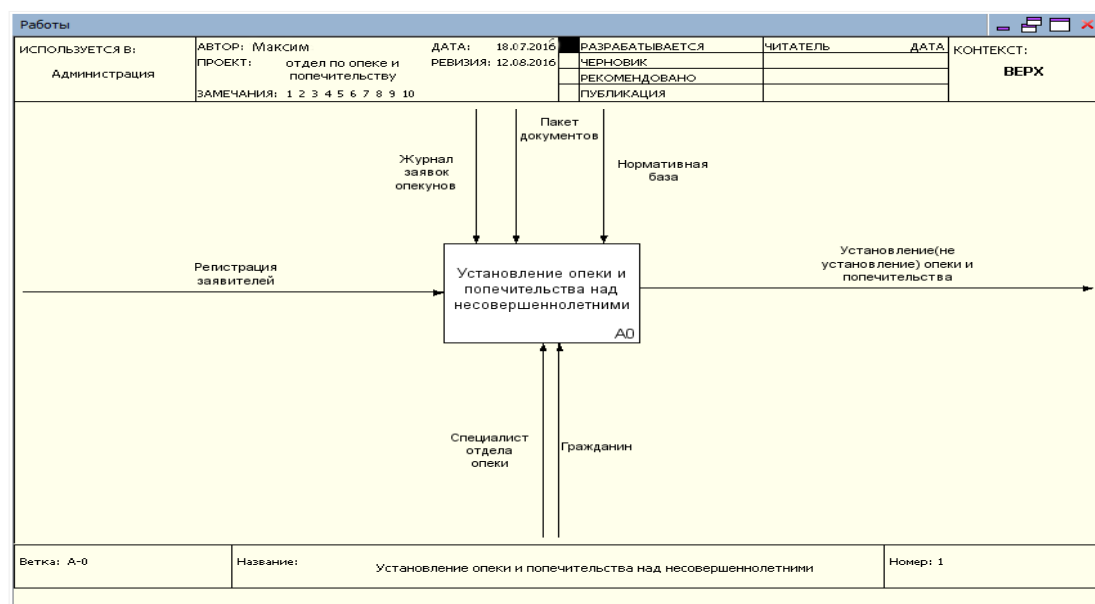 Работы
ИСПОЛЬЗУЕТСЯ В:
Администрация
АВТОР: Максим
ДАТА: 18.07.2016
ПРОЕКТ: отдел по опеке и
попечительству
РЕВИЗИЯ: 12.08.2016
ЗАМЕЧАНИЯ: 1 2 3 4 5 6 7 8 9 10
РАЗРАБАТЫВАЕТСЯ
ЧЕРНОВИК
РЕКОМЕНДОВАНО
ПУБЛИКАЦИЯ
ЧИТАТЕЛЬ ДАТА
КОНТЕКСТ:
ВЕРХ
Пакет
документов
Журнал
заявок
опекунов
Нормативная
база
Регистрация
заявителей
Установление опеки и
попечительства над
несовершеннолетними
A0
Установление(не
установление) опеки и
попечительства
Специалист
отдела
опеки
Гражданин
Ветка: A-0
Название: Установление опеки и попечительства над несовершеннолетними
Номер: 1